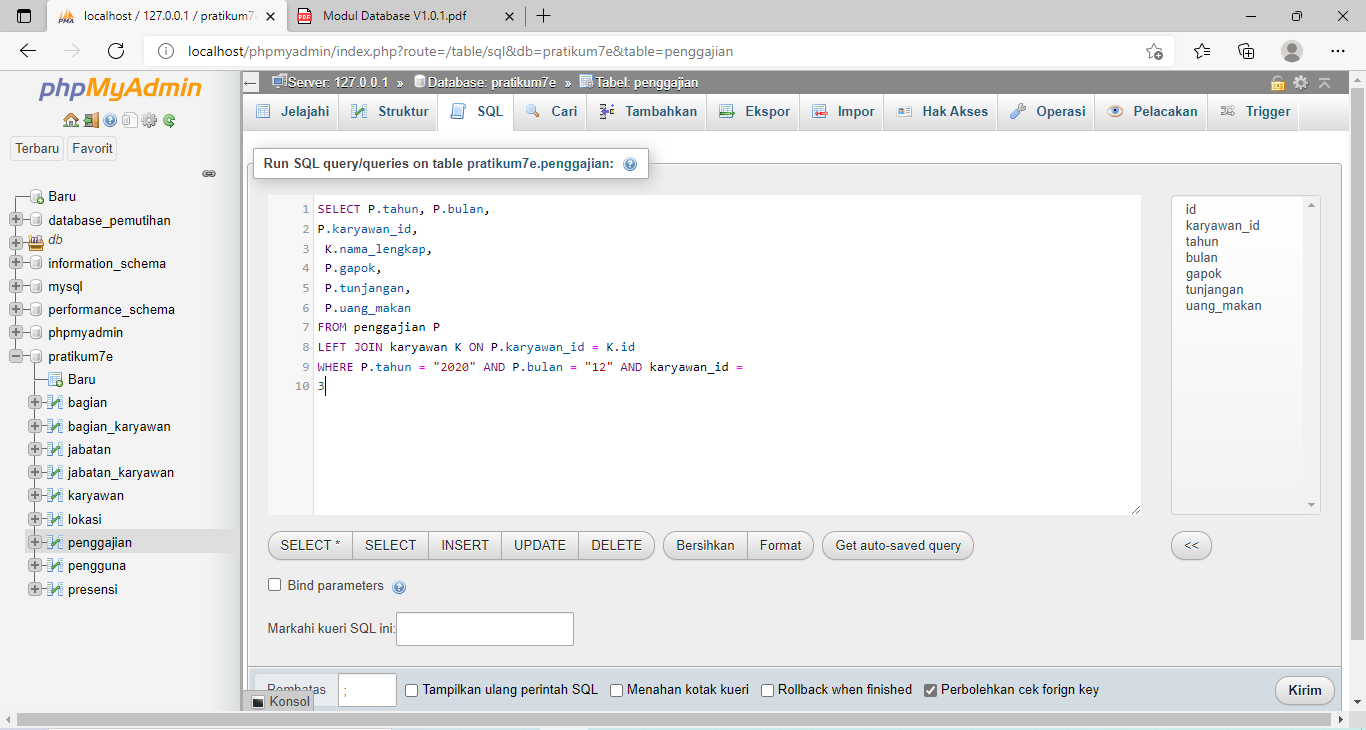 localhost / 127.0.0.1 / pratikum7
Modul Database V1.0.1.pdf
localhost/phpmyadmin/index.php?route=/table/sql&db=pratikum7e&table=penggajian
phpMyAdmin
Terbaru
Favorit
Baru
database_pemutihan
db
information_schema
mysql
performance_schema
phpmyadmin
pratikum7e
Baru
bagian
bagian_karyawan
jabatan
jabatan_karyawan
karyawan
lokasi
penggajian
pengguna
presensi
Server: 127.0.0.1 » Database: pratikum7e » Tabel: penggajian
Jelajahi
Struktur
SQL
Cari
Tambahkan
Ekspor
Impor
Hak Akses
Operasi
Pelacakan
Trigger
Run SQL query/queries on table pratikum7e.penggajian:
1 SELECT P.tahun, P.bulan,
2 P.karyawan_id,
3 K.nama_lengkap,
4 P.gapok,
5 P.tunjangan,
6 P.uang_makan
7 FROM penggajian P
8 LEFT JOIN karyawan K ON P.karyawan_id = K.id
9 WHERE P.tahun = "2020" AND P.bulan = "12" AND karyawan_id =
10 3
id
karyawan_id
tahun
bulan
gapok
tunjangan
uang_makan
SELECT *
SELECT
INSERT
UPDATE
DELETE
Bersihkan
Format
Get auto-saved query
<<
Bind parameters
Markahi kueri SQL ini:
Pembatas
;
Tampilkan ulang perintah SQL
Menahan kotak kueri
Rollback when finished
Perbolehkan cek forign key
Kirim
Konsol